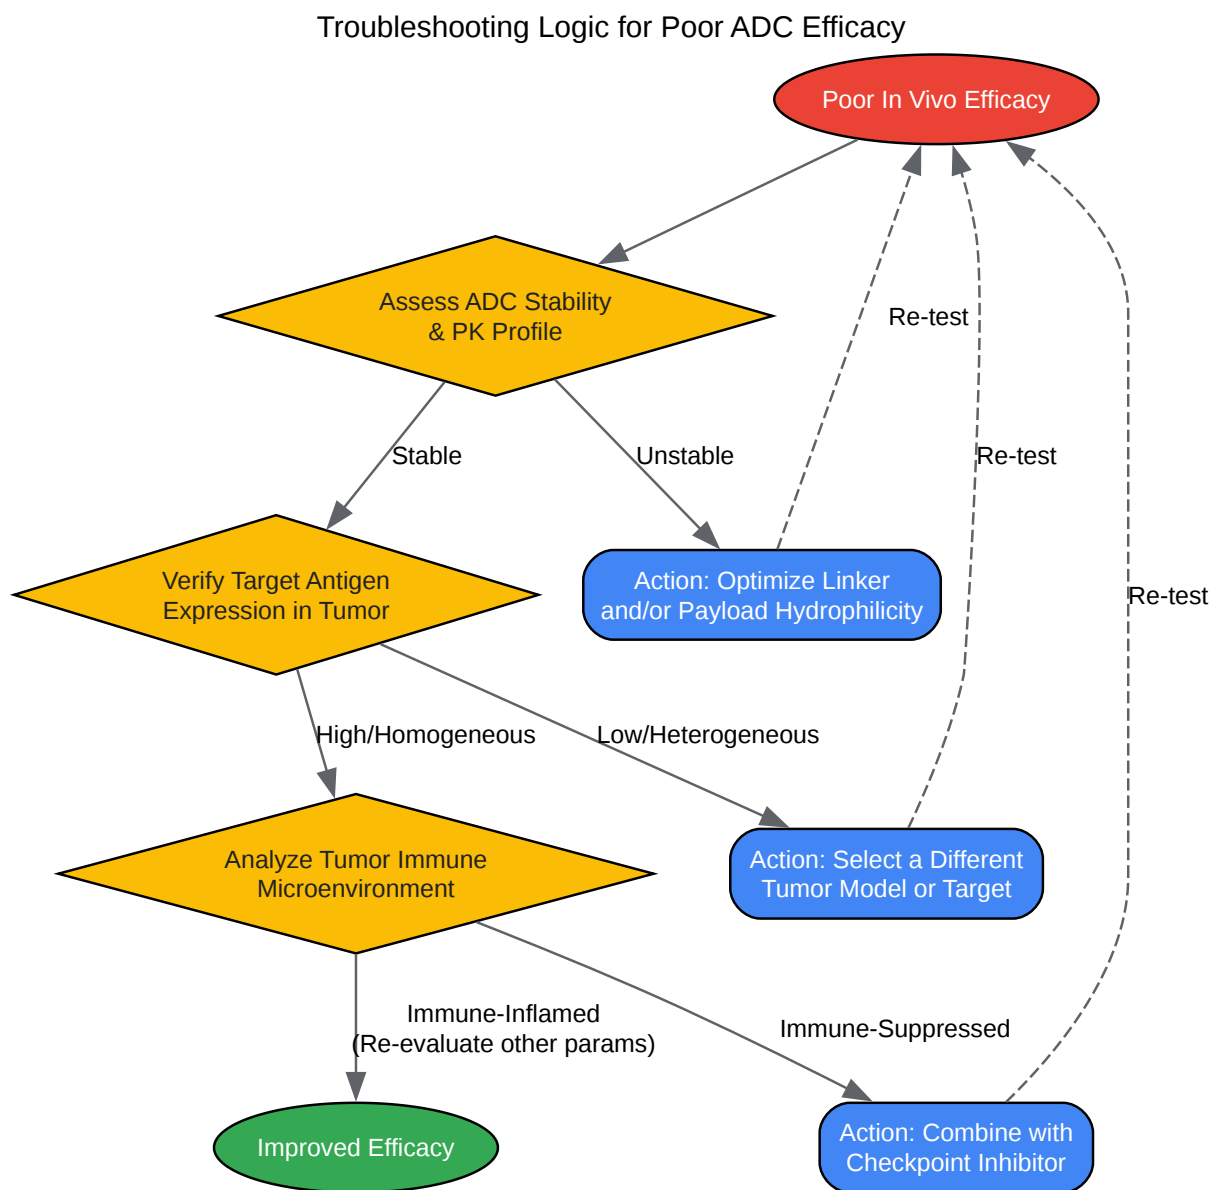 Troubleshooting Logic for Poor ADC Efficacy
Poor In Vivo Efficacy
Assess ADC Stability
& PK Profile
Re-test
Stable
Unstable
Re-test
Verify Target Antigen
Expression in Tumor
Action: Optimize Linker
and/or Payload Hydrophilicity
Re-test
High/Homogeneous
Low/Heterogeneous
Analyze Tumor Immune
Microenvironment
Action: Select a Different
Tumor Model or Target
Immune-Inflamed
(Re-evaluate other params)
Immune-Suppressed
Improved Efficacy
Action: Combine with
Checkpoint Inhibitor